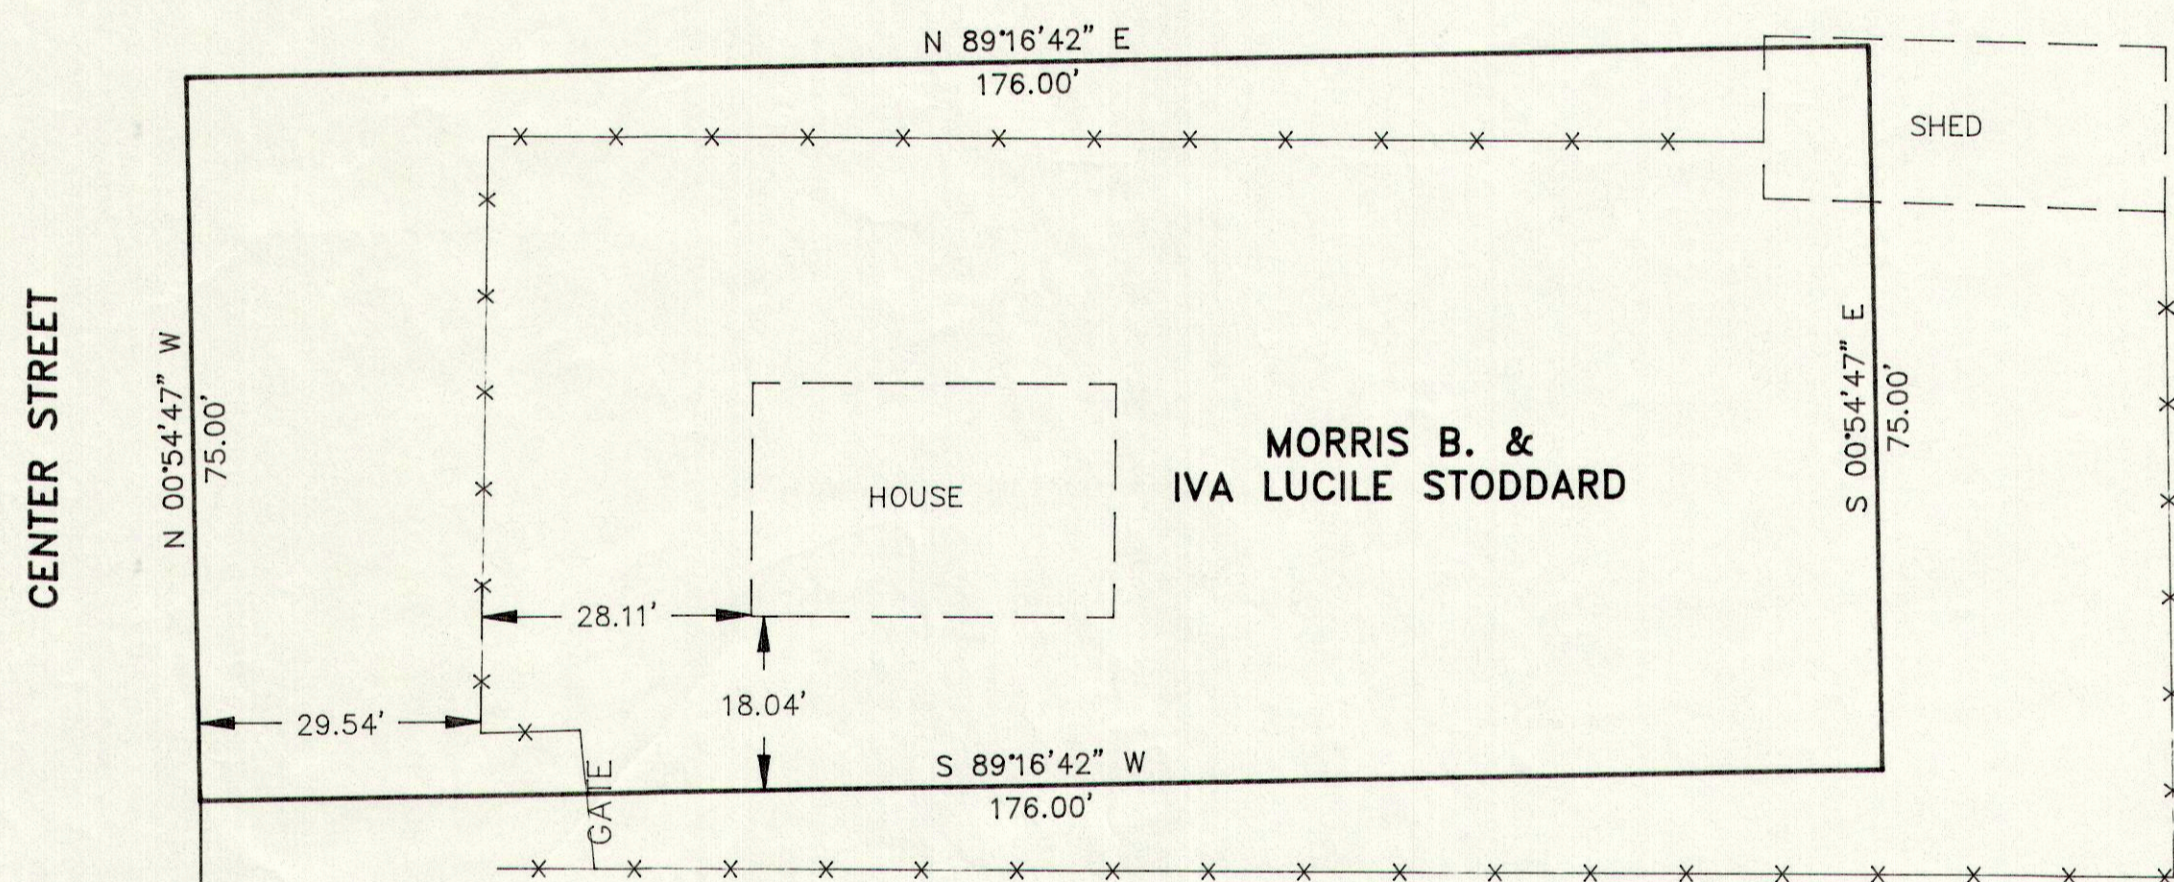 N 89°16'42" E
176.00'
SHED
CENTER STREET
N 00°54'47" W
75.00'
HOUSE
MORRIS B. &
IVA LUCILE STODDARD
S 00°54'47" E
75.00'
28.11'
18.04'
29.54'
GATE
S 89°16'42" W
176.00'